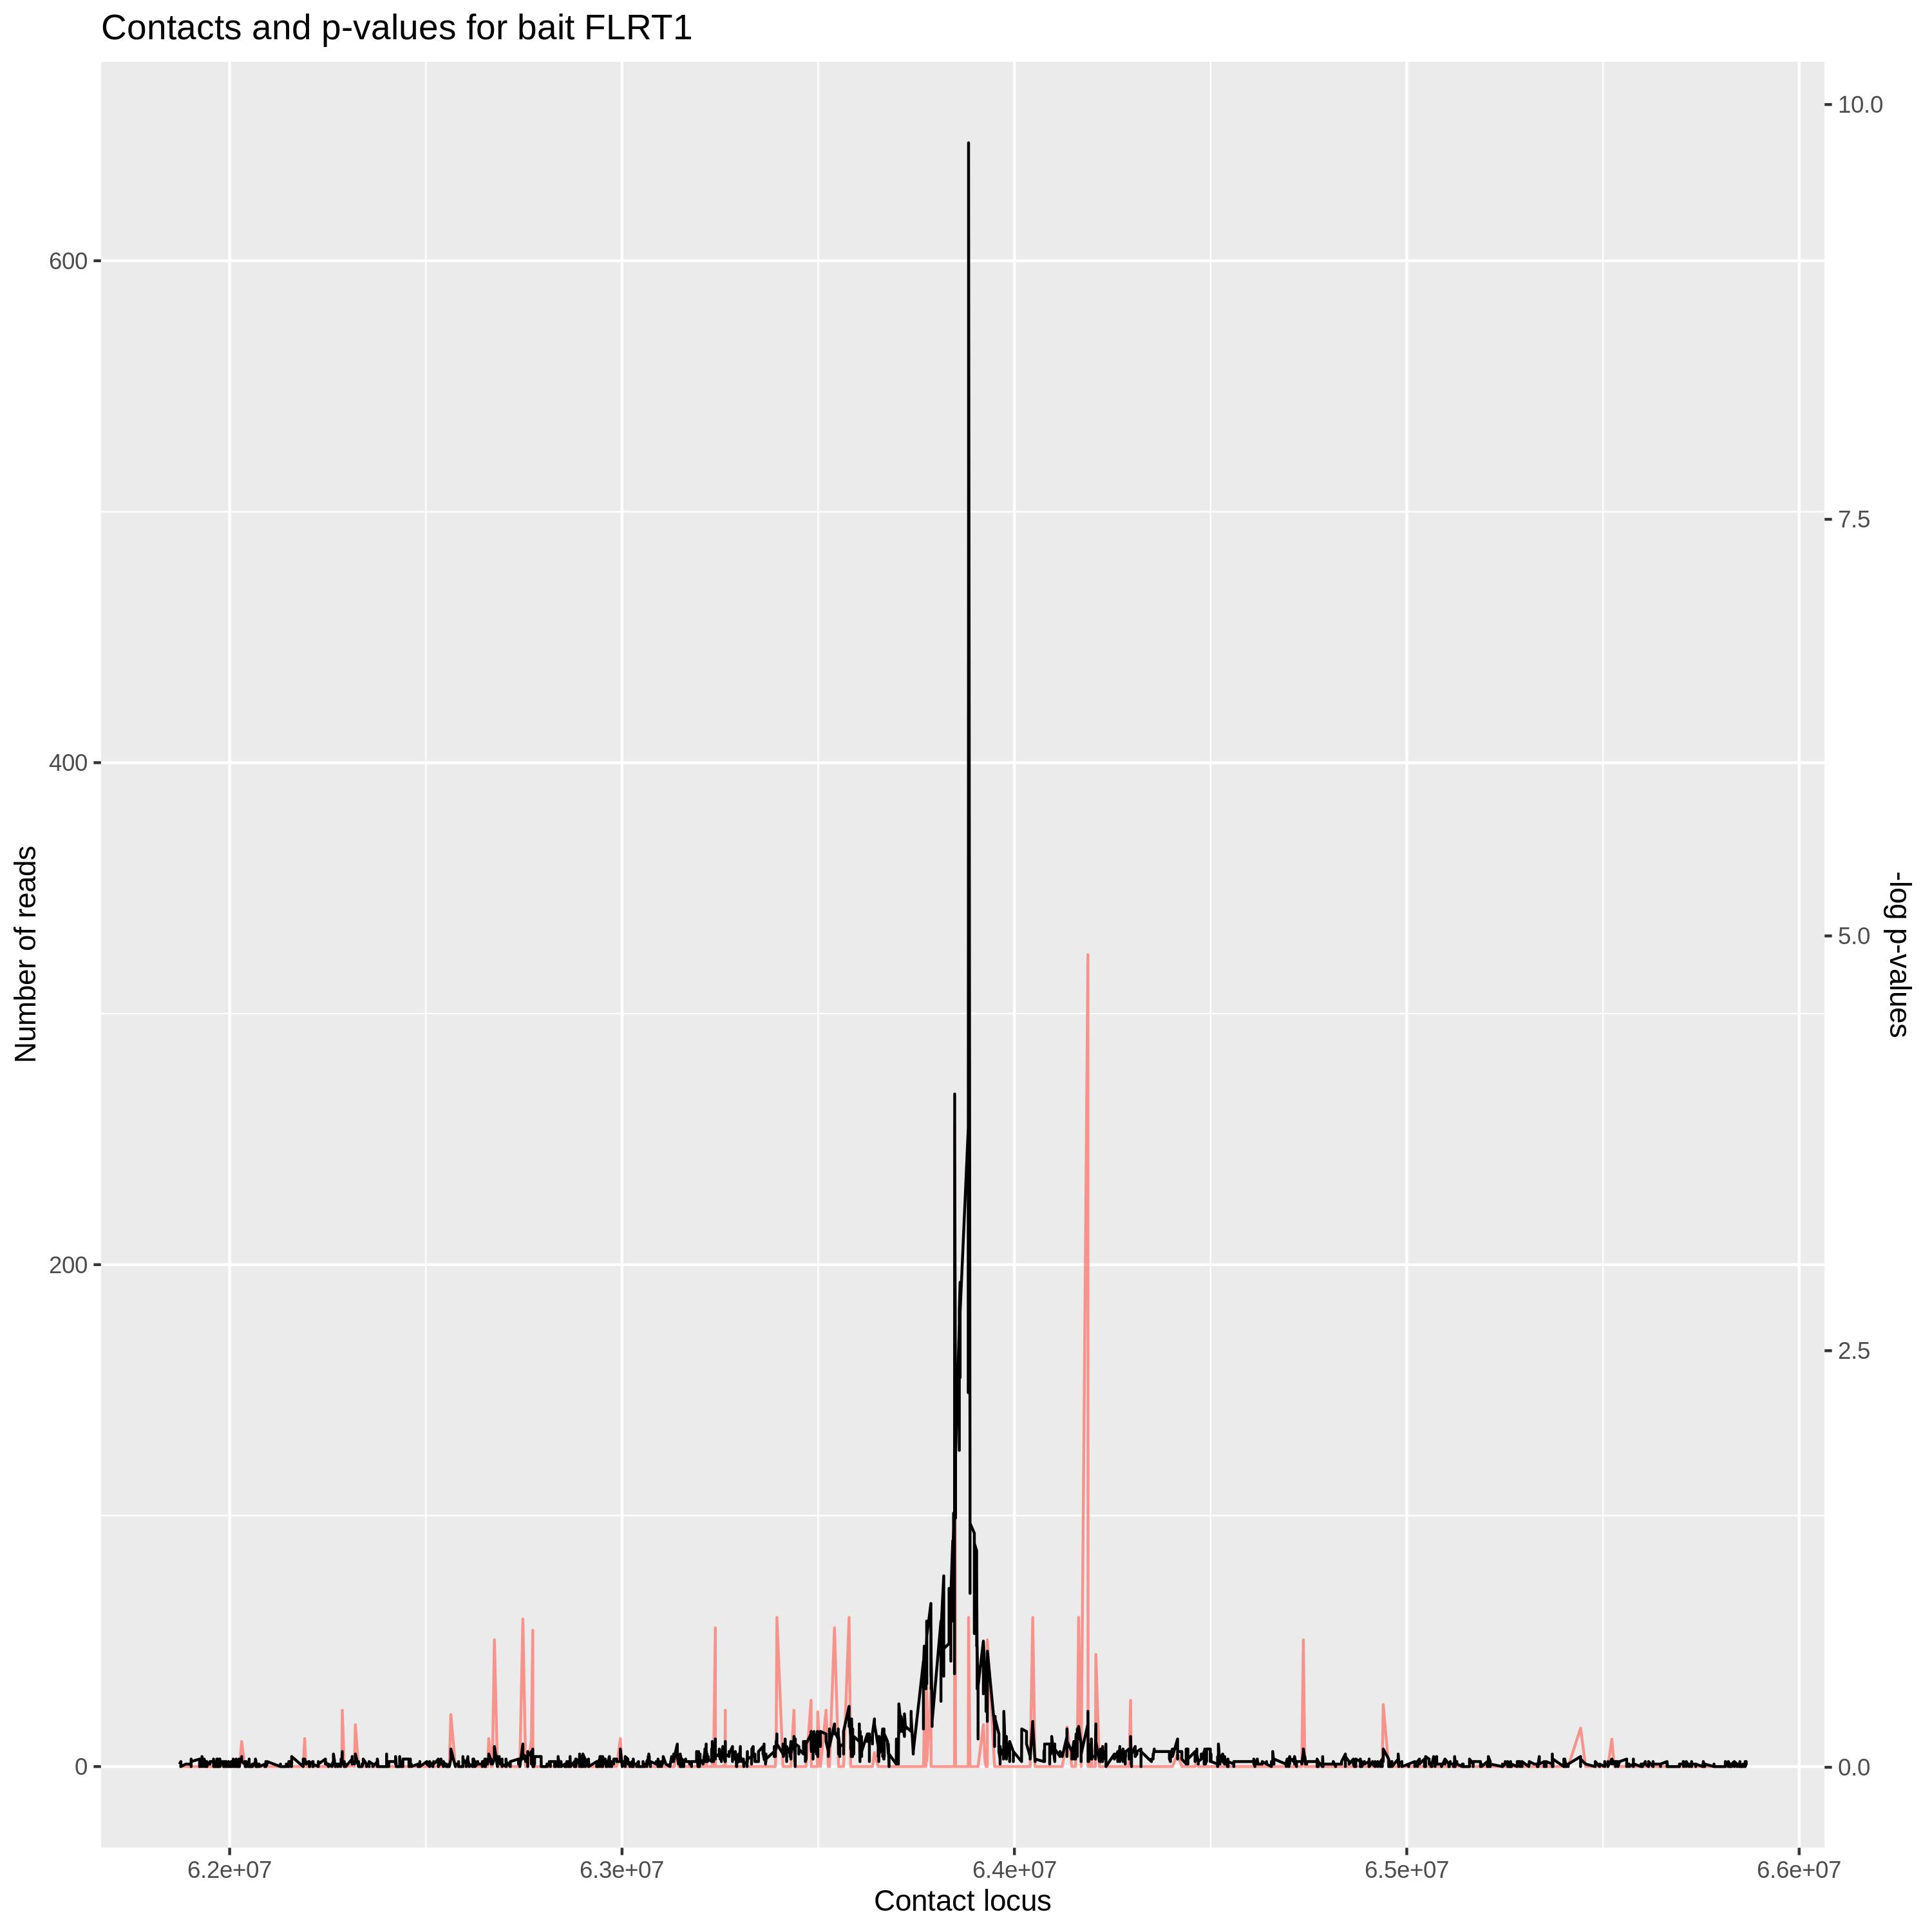 Contacts and p-values for bait FLRT1
Number of reads
600
400
200
0
10.0
7.5
5.0
2.5
0.0
-log p-values
6.2e+07
6.3e+07
6.4e+07
6.5e+07
6.6e+07
Contact locus